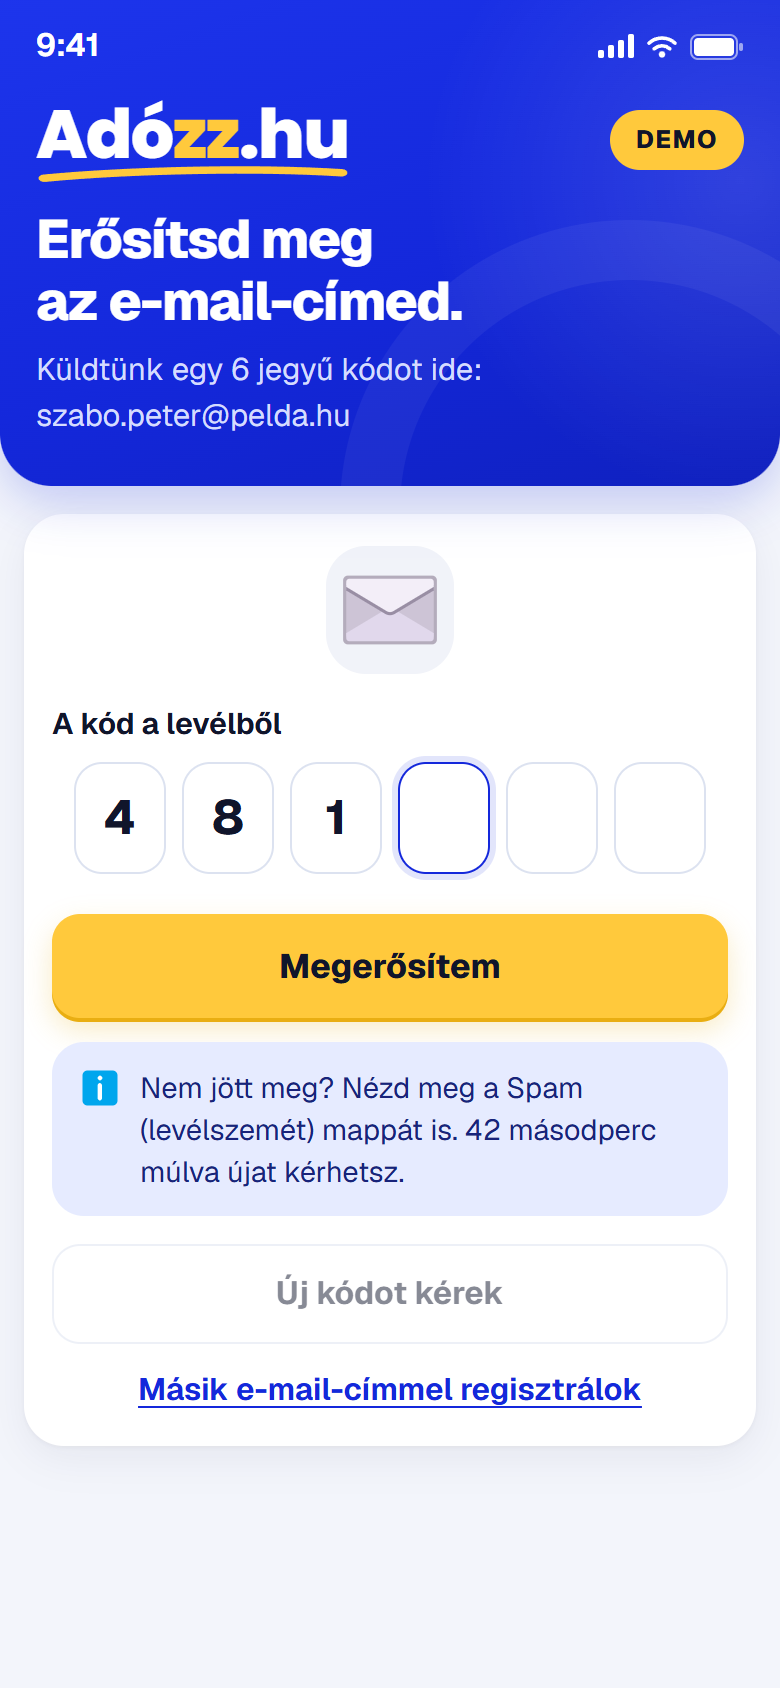 9:41
Adózz.hu
DEMO
Erősítsd meg
az e-mail-címed.
Küldtünk egy 6 jegyű kódot ide:
szabo.peter@pelda.hu
A kód a levélből
4 8 1
Megerősítem
Nem jött meg? Nézd meg a Spam
(levélszemét) mappát is. 42 másodperc
múlva újat kérhetsz.
Új kódot kérek
Másik e-mail-címmel regisztrálok